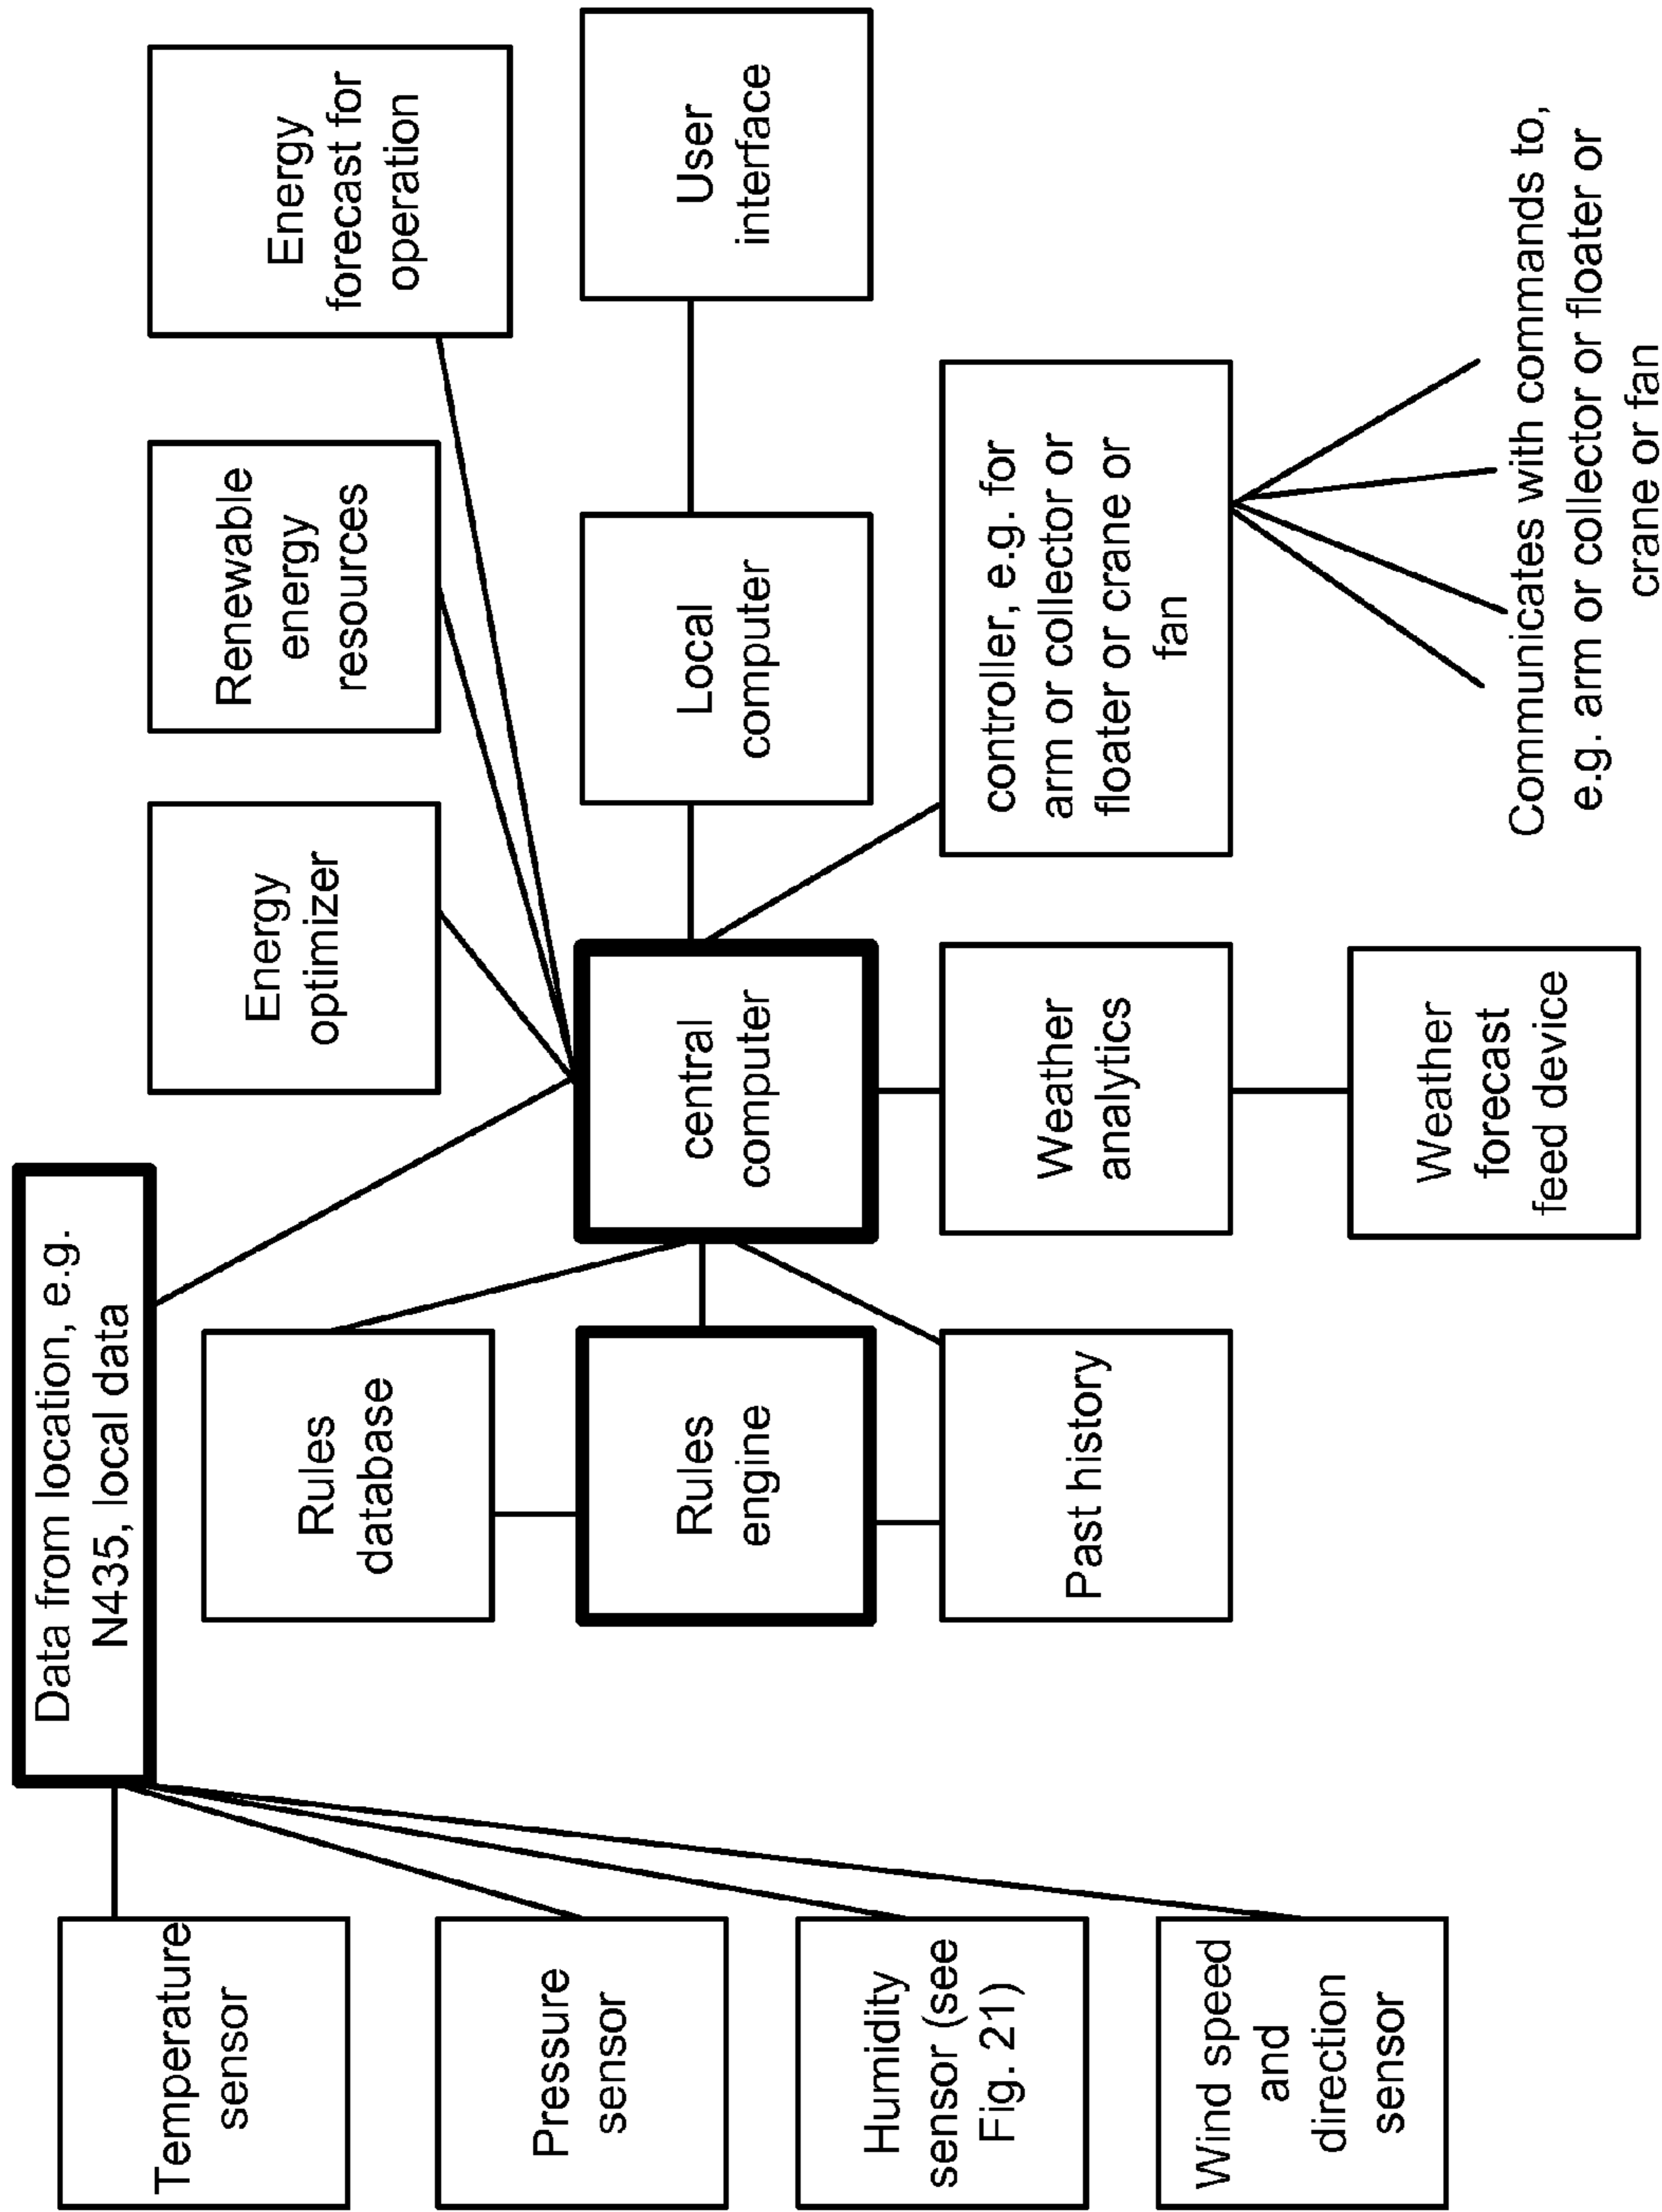 Data from location, e.g.
N435, local data
Temperature
sensor
Pressure
sensor
Humidity
sensor (see
Fig. 21)
Wind speed
and
direction
sensor
Rules
database
Rules
engine
Past history
Energy
optimizer
Renewable
energy
resources
Energy
forecast for
operation
central
computer
Local
computer
User
interface
Weather
analytics
Weather
forecast
feed device
controller, e.g. for
arm or collector or
floater or crane or
fan
Communicates with commands to,
e.g. arm or collector or floater or
crane or fan